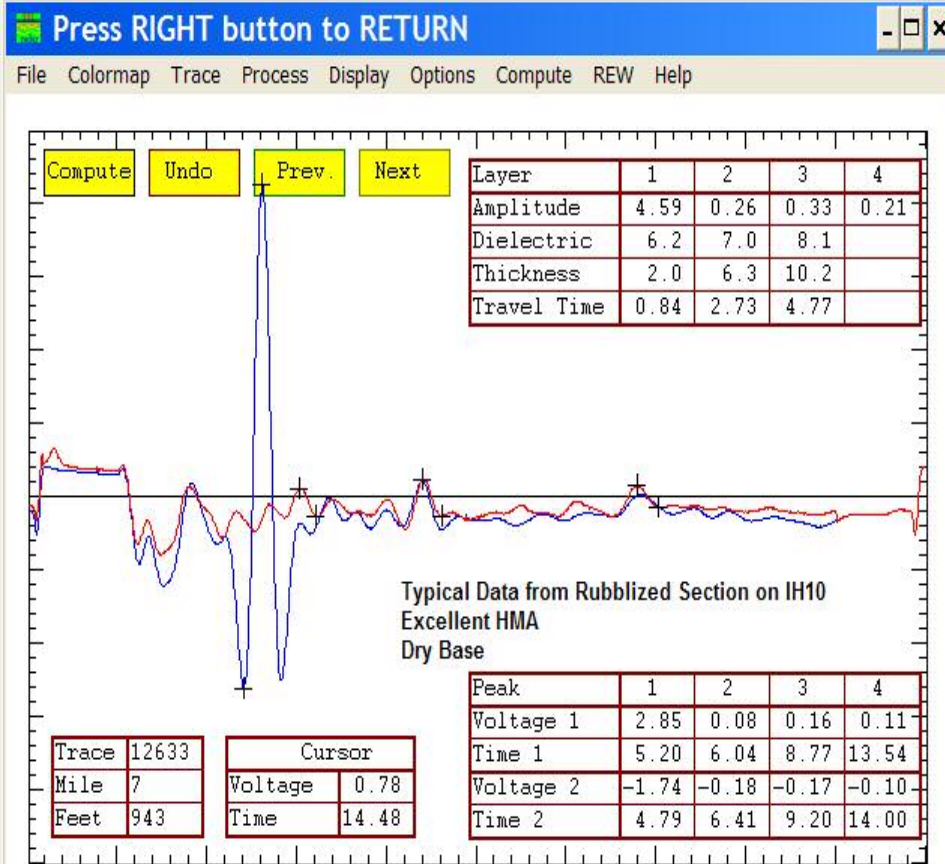 Press RIGHT button to RETURN
File Colormap Trace Process Display Options Compute REW Help
Compute Undo Prev. Next
Layer 1 2 3 4
Amplitude 4.59 0.26 0.33 0.21
Dielectric 6.2 7.0 8.1
Thickness 2.0 6.3 10.2
Travel Time 0.84 2.73 4.77
Typical Data from Rubblized Section on IH10
Excellent HMA
Dry Base
Peak 1 2 3 4
Voltage 1 2.85 0.08 0.16 0.11
Time 1 5.20 6.04 8.77 13.54
Voltage 2 -1.74 -0.18 -0.17 -0.10
Time 2 4.79 6.41 9.20 14.00
Trace 12633
Mile 7
Feet 943
Cursor
Voltage 0.78
Time 14.48